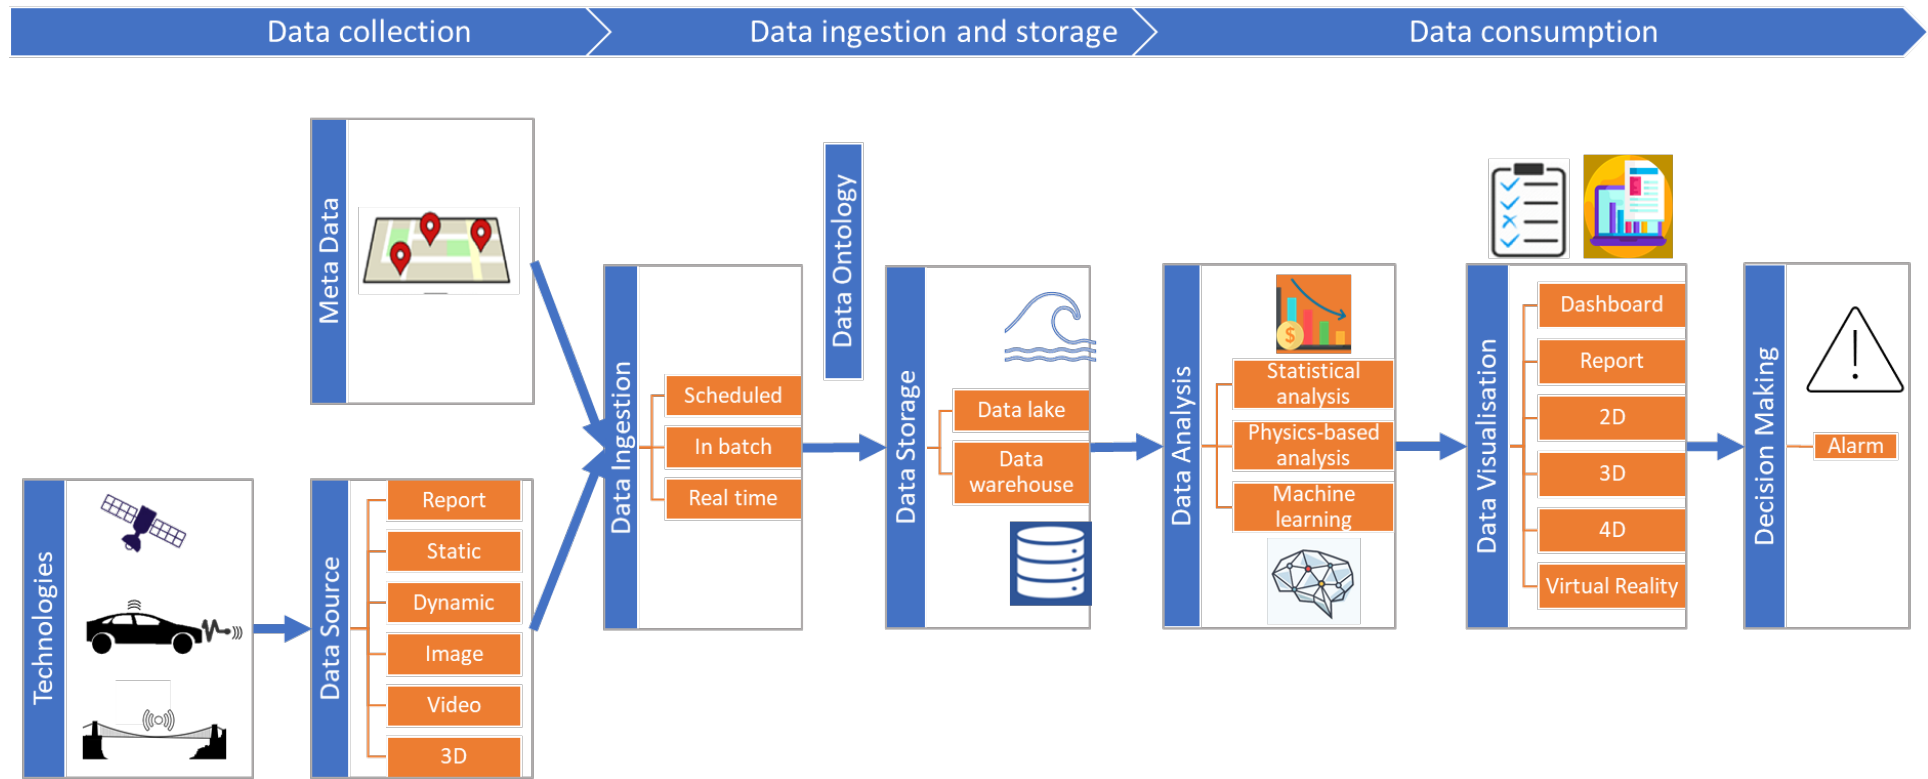 Data collection
Data ingestion and storage
Data consumption
Meta Data
Technologies
Data Source
Report
Static
Dynamic
Image
Video
3D
Data Ingestion
Scheduled
In batch
Real time
Data Ontology
Data Storage
Data lake
Data
warehouse
Data Analysis
$
Statistical
analysis
Physics-based
analysis
Machine
learning
Data Visualisation
Dashboard
Report
2D
3D
4D
Virtual Reality
Decision Making
Alarm